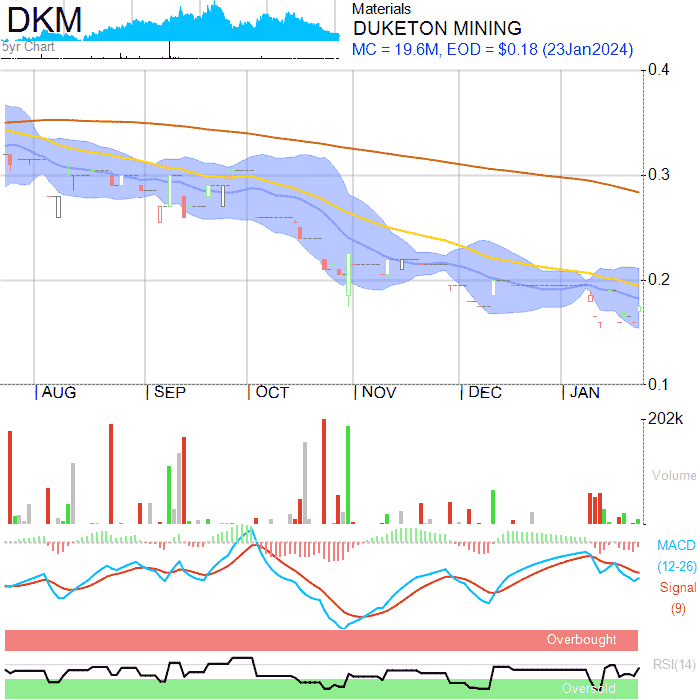 DKM
5yr Chart
Materials
DUKETON MINING
MC = 19.6M, EOD = $0.18 (23Jan2024)
0.4
0.3
0.2
0.1
AUG
SEP
OCT
NOV
DEC
JAN
202k
Volume
MACD
(12-26)
Signal
(9)
Overbought
RSI(14)
Oversold